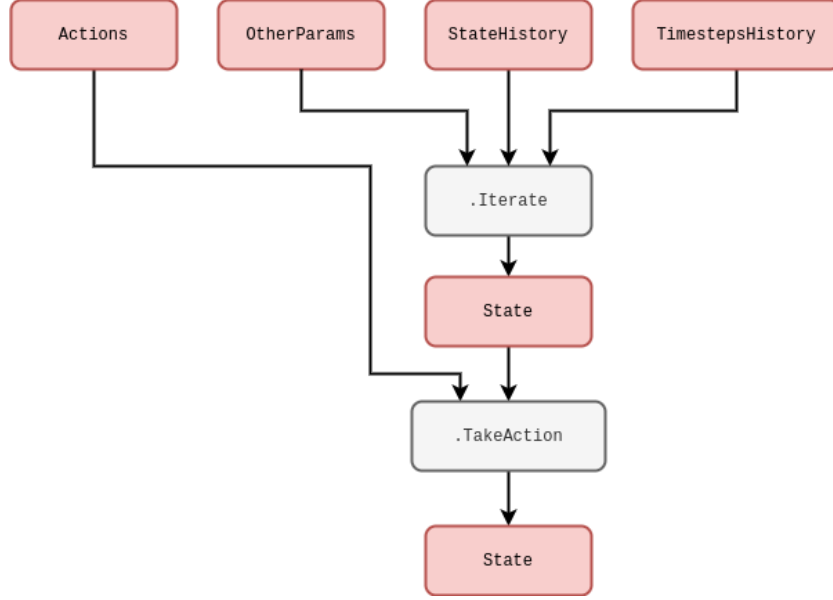 Actions
OtherParams
StateHistory
TimestepsHistory
.Iterate
State
.TakeAction
State